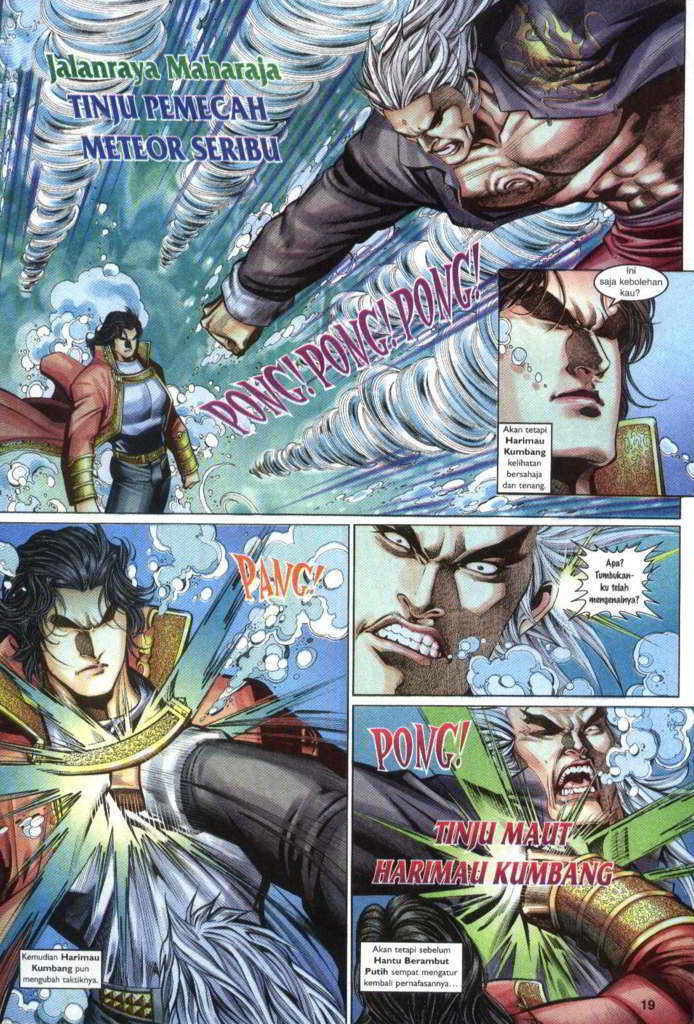 Jalanraya Maharaja
TINJU PEMECAH
METEOR SERIBU
PONG! PONG! PONG!
Ini
saja kebolehan
kau?
Akan tetapi
Harimau
Kumbang
kelihatan
bersahaja
dan tenang.
PANG!
Kemudian Harimau
Kumbang pun
mengubah taktiknya.
Apa?
Tumbukan-
ku telah
mengenainya?
PONG!
TINJU MAUT
HARIMAU KUMBANG
Akan tetapi sebelum
Hantu Berambut
Putih sempat mengatur
kembali pernafasannya...
19